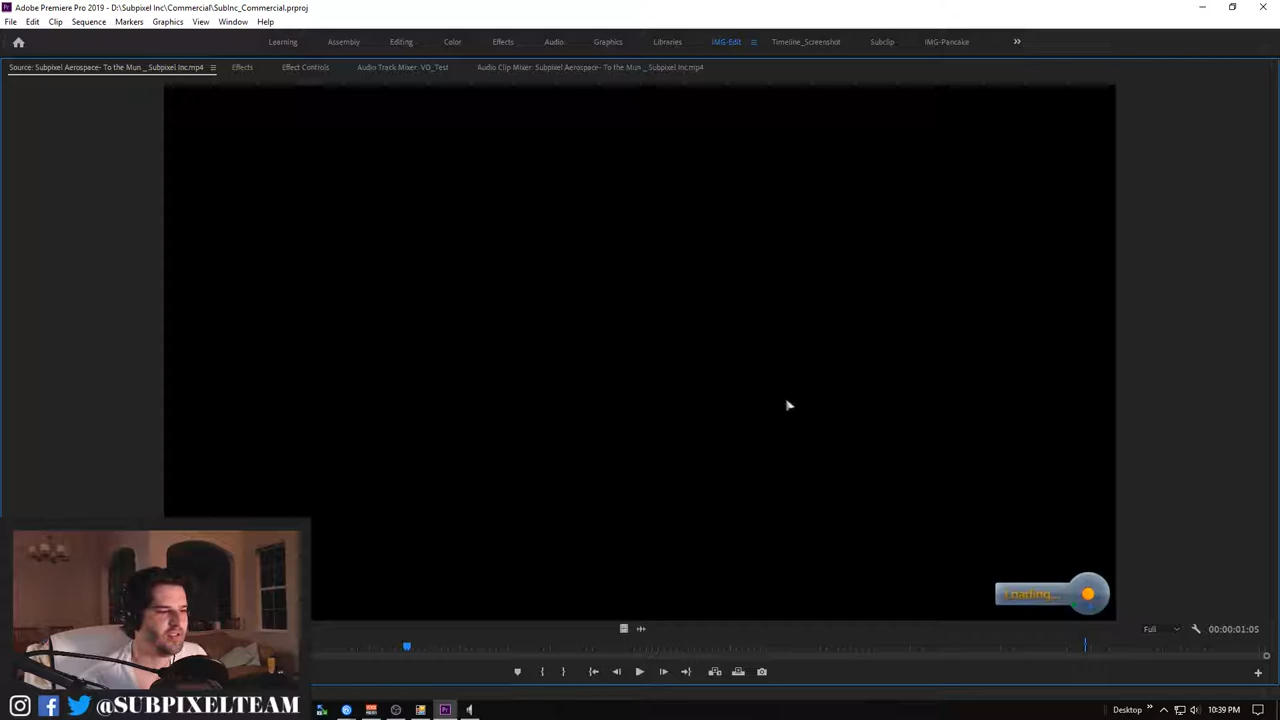 Adobe Premiere Pro 2019 - D:\Subpixel Inc\Commercial\SubInc_Commercial.prproj
File Edit Clip Sequence Markers Graphics View Window Help
Learning Assembly Editing Color Effects Audio Graphics Libraries IMG-Edit Timeline_Screenshot Subclip IMG-Pancake
Source: Subpixel Aerospace- To the Mun _ Subpixel Inc.mp4 Effects Effect Controls Audio Track Mixer: VO_Test Audio Clip Mixer: Subpixel Aerospace- To the Mun _ Subpixel Inc.mp4
Loading...
Full 00:00:01:05
@SUBPIXELTEAM
Desktop 10:39 PM